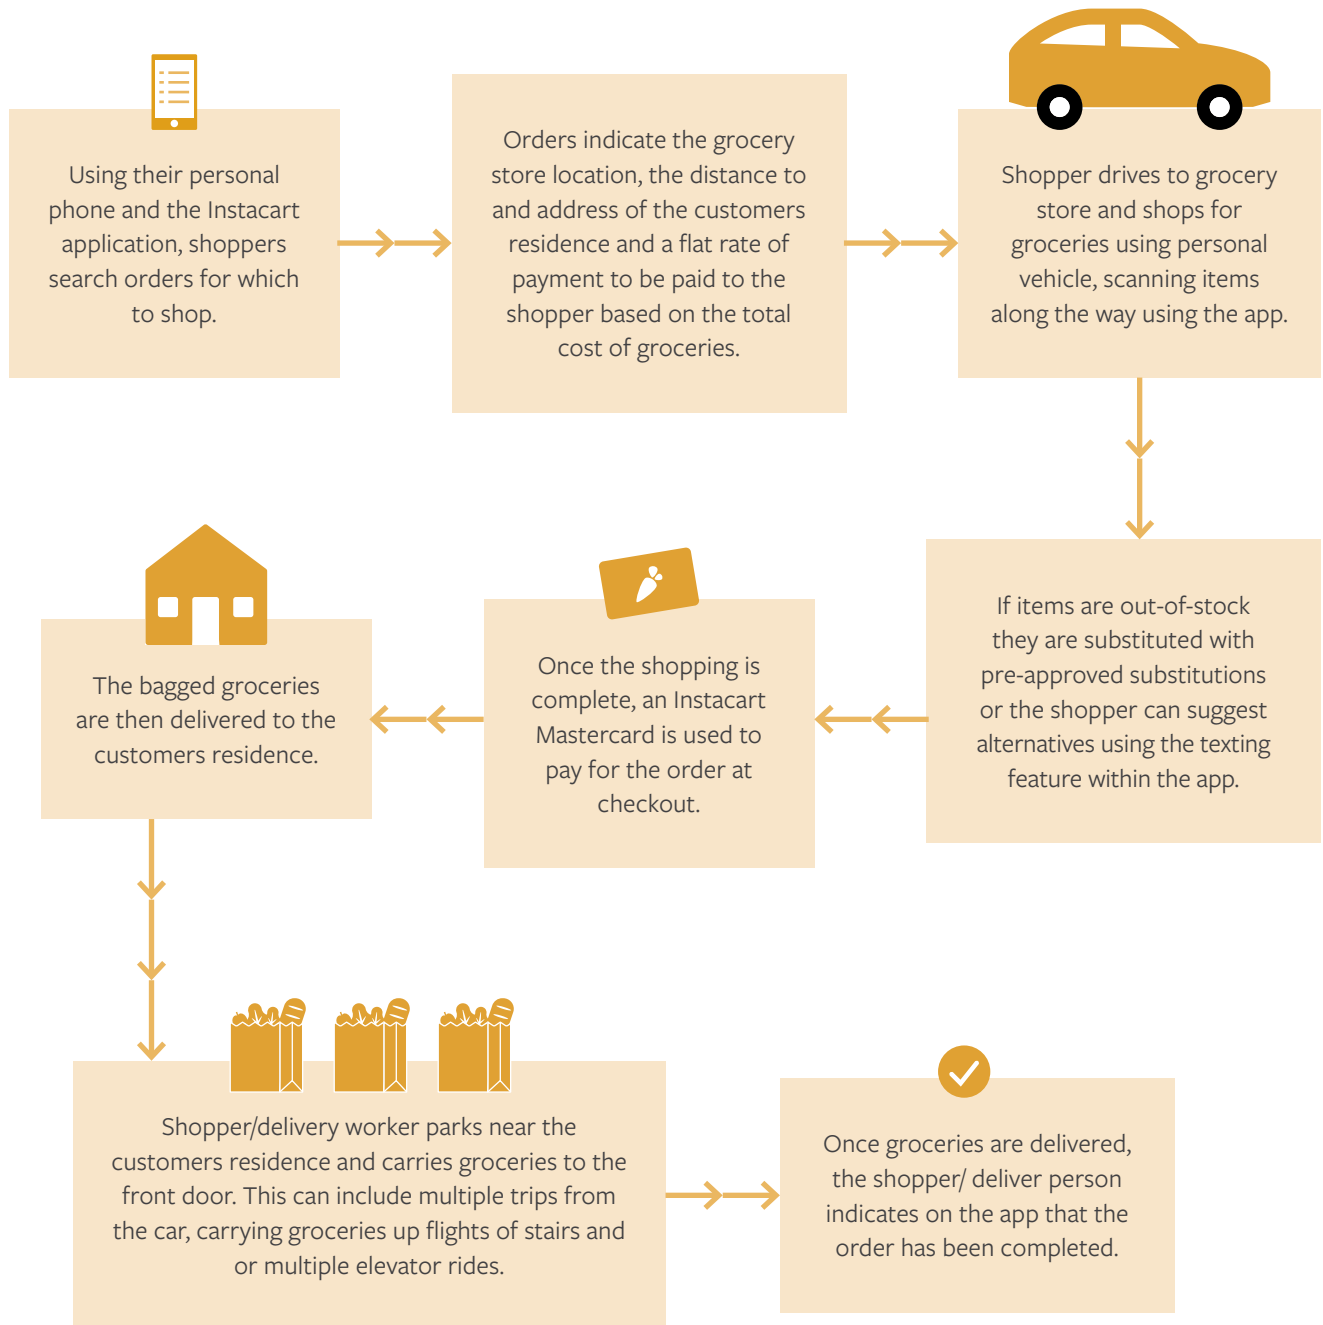 Using their personal
phone and the Instacart
application, shoppers
search orders for which
to shop.
Orders indicate the grocery
store location, the distance to
and address of the customers
residence and a flat rate of
payment to be paid to the
shopper based on the total
cost of groceries.
Shopper drives to grocery
store and shops for
groceries using personal
vehicle, scanning items
along the way using the app.
If items are out-of-stock
they are substituted with
pre-approved substitutions
or the shopper can suggest
alternatives using the texting
feature within the app.
Once the shopping is
complete, an Instacart
Mastercard is used to
pay for the order at
checkout.
The bagged groceries
are then delivered to the
customers residence.
Shopper/delivery worker parks near the
customers residence and carries groceries to the
front door. This can include multiple trips from
the car, carrying groceries up flights of stairs and
or multiple elevator rides.
Once groceries are delivered,
the shopper/ deliver person
indicates on the app that the
order has been completed.